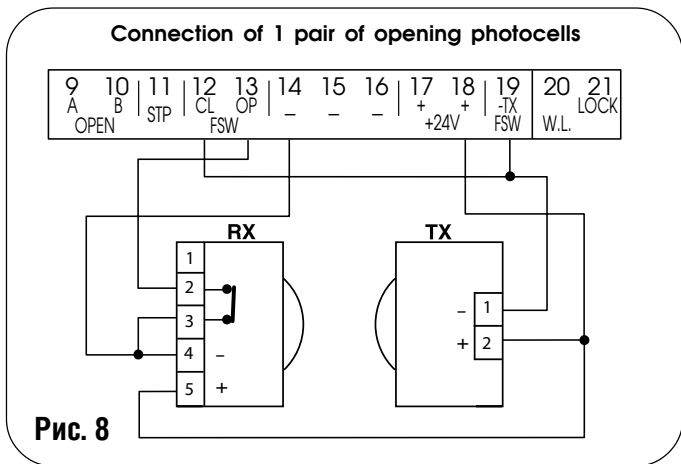 Connection of 1 pair of opening photocells
9 10 11 12 13 14 15 16 17 18 19 20 21
A B STP CL OP – – – + + -TX LOCK
OPEN FSW +24V FSW W.L.
RX TX
1
2
3
4 –
5 +
– 1
+ 2
Рис. 8